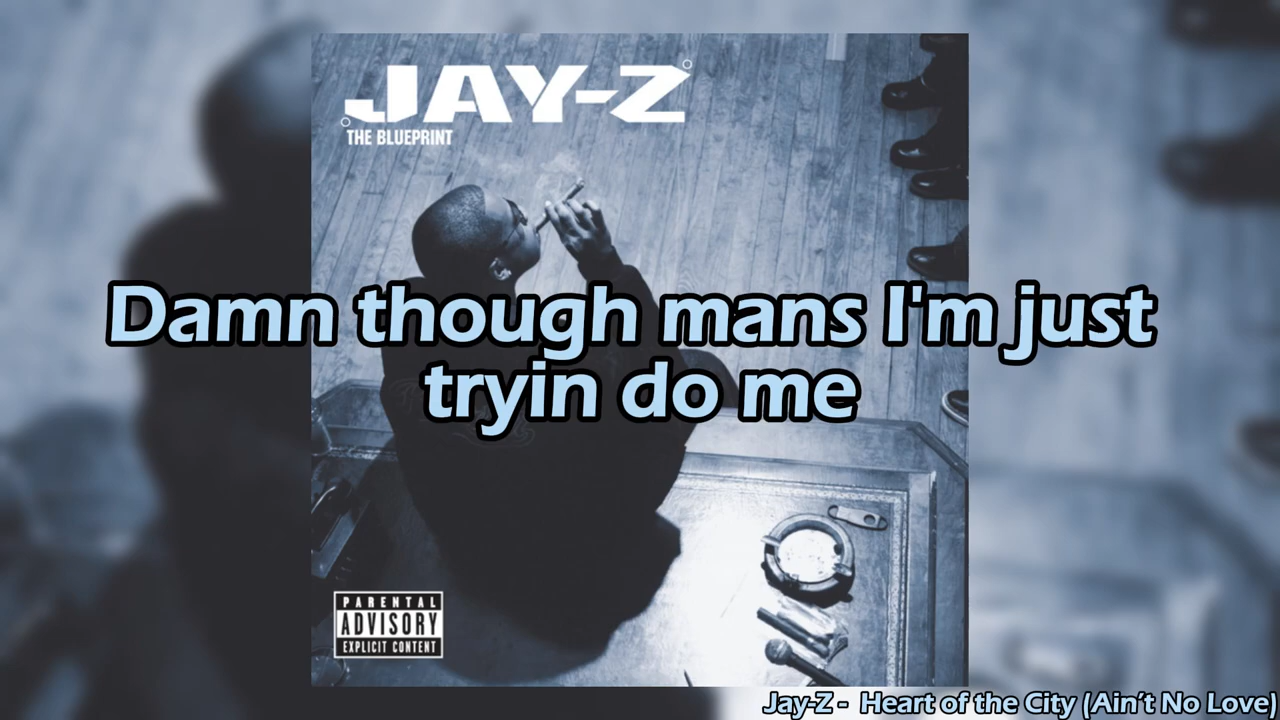 JAY-Z
THE BLUEPRINT
Damn though mans I'm just
tryin do me
PARENTAL
ADVISORY
EXPLICIT CONTENT
Jay-Z - Heart of the City (Ain’t No Love)